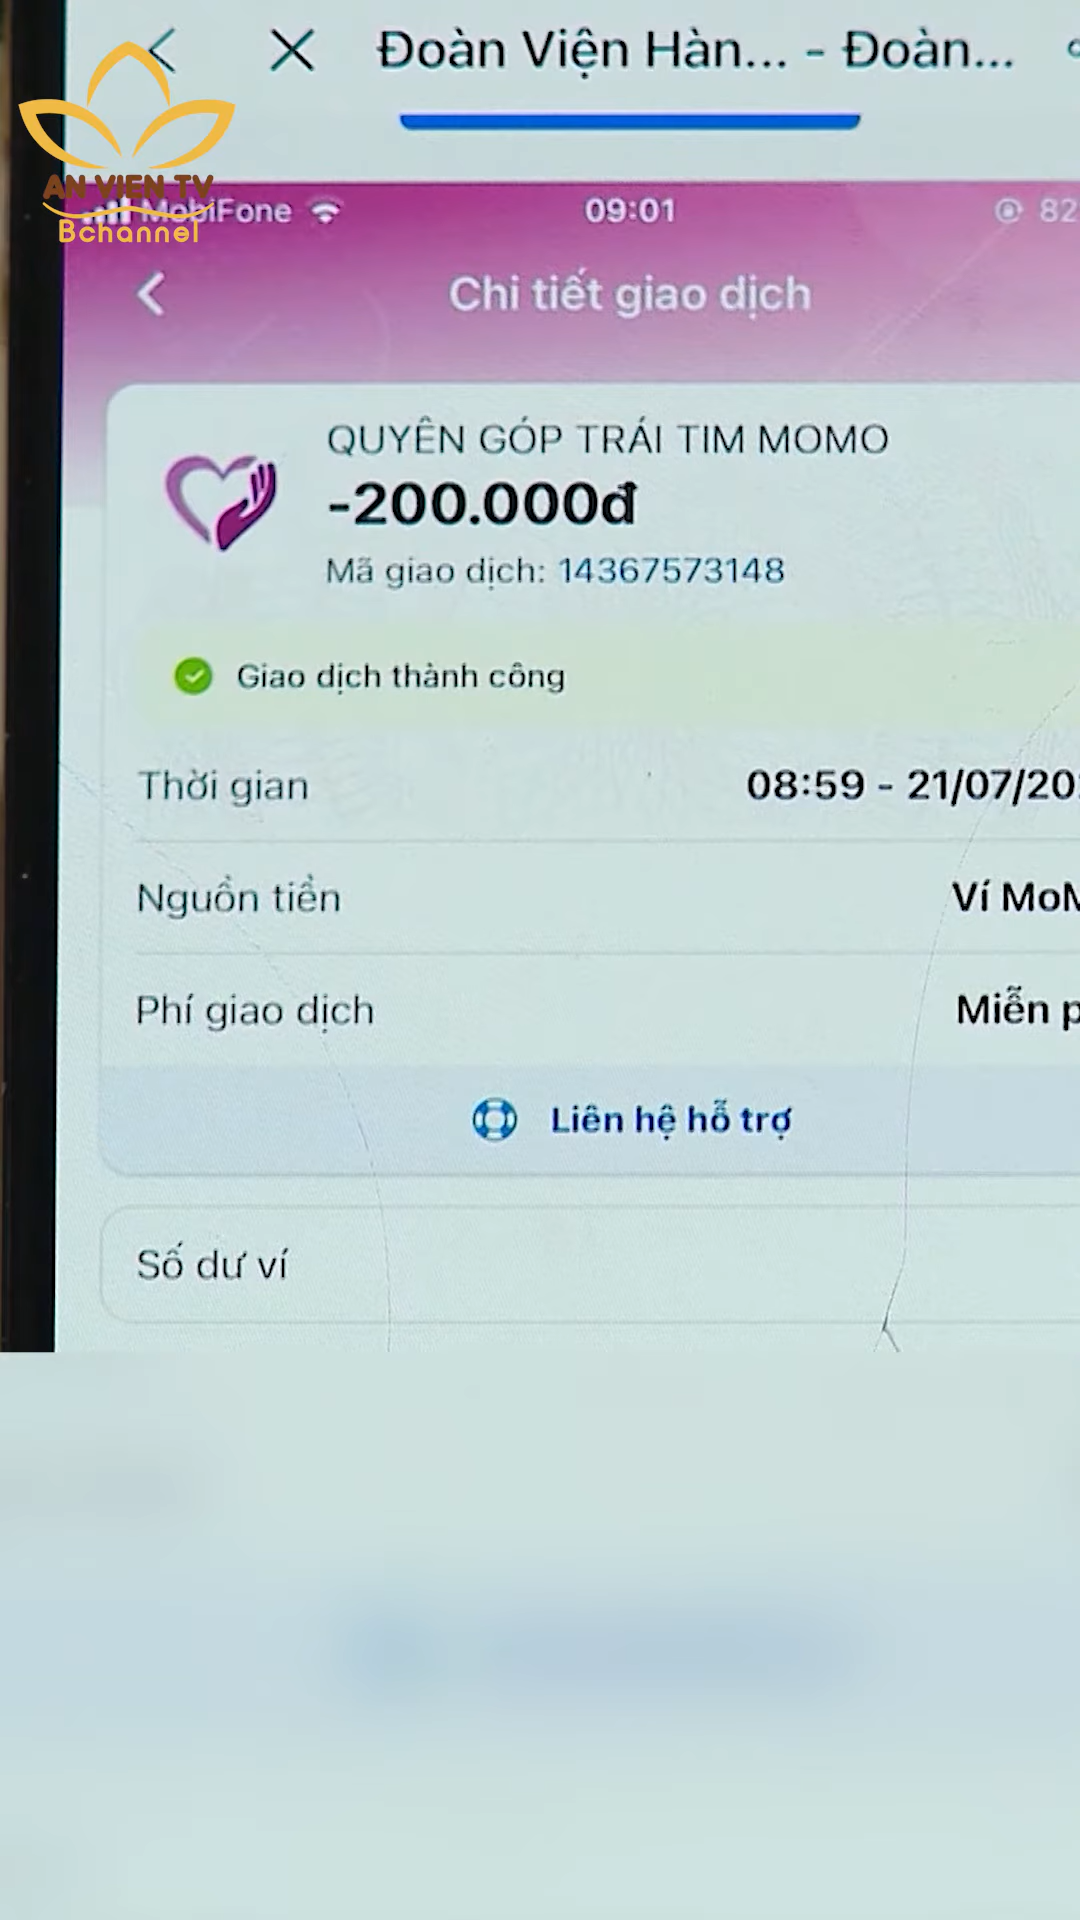 Đoàn Viện Hàn... - Đoàn...
AN VIEN TV
Bchannel
MobiFone 09:01 82
Chi tiết giao dịch
QUYÊN GÓP TRÁI TIM MOMO
-200.000đ
Mã giao dịch: 14367573148
Giao dịch thành công
Thời gian 08:59 - 21/07/20
Nguồn tiền Ví MoM
Phí giao dịch Miễn p
Liên hệ hỗ trợ
Số dư ví